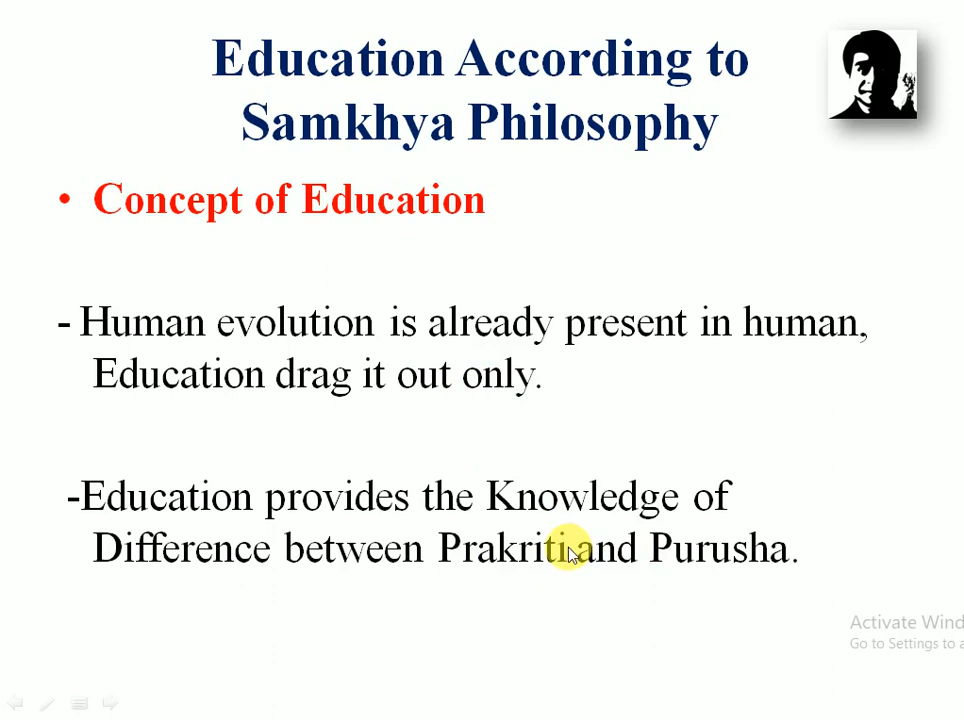 Education According to
Samkhya Philosophy
• Concept of Education
- Human evolution is already present in human,
Education drag it out only.
-Education provides the Knowledge of
Difference between Prakriti and Purusha.
Activate Wind
Go to Settings to a